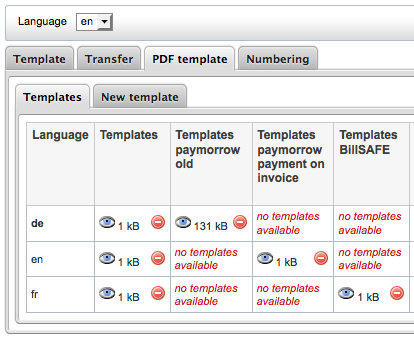 Language en
Template Transfer PDF template Numbering
Templates New template
Language Templates Templates Templates Templates
paymorrow paymorrow BillSAFE
old payment on
invoice
de 1 kB 131 kB no templates no templates
available available
en 1 kB no templates 1 kB no templates
available available
fr 1 kB no templates no templates 1 kB
available available